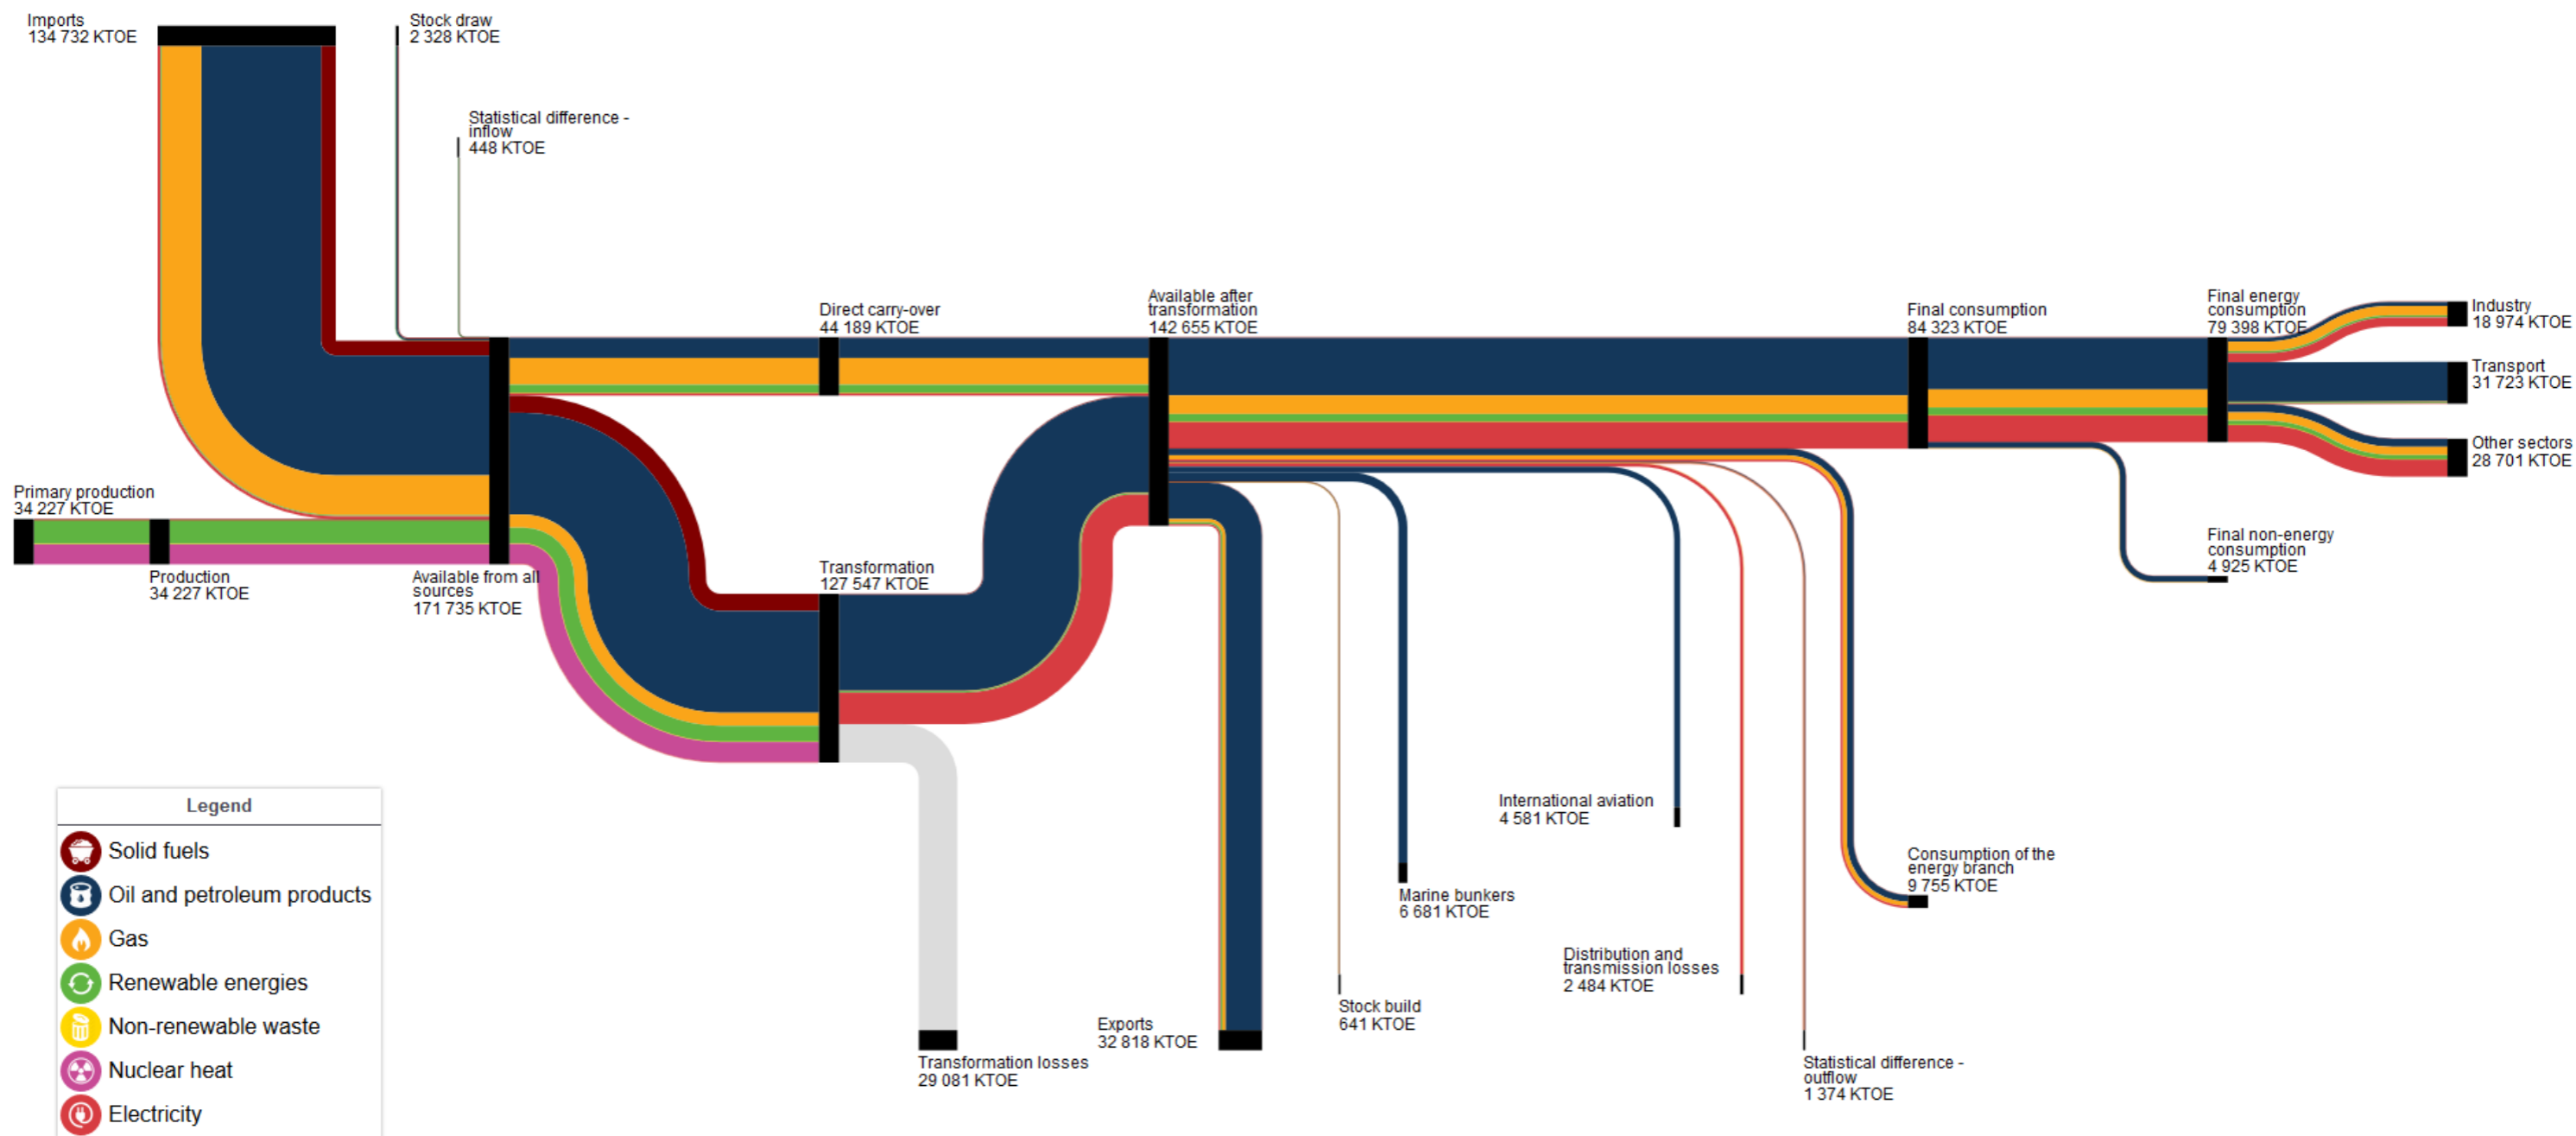 Imports
134 732 KTOE
Stock draw
2 328 KTOE
Statistical difference -
inflow
448 KTOE
Direct carry-over
44 189 KTOE
Available after
transformation
142 655 KTOE
Final consumption
84 323 KTOE
Final energy
consumption
79 398 KTOE
Industry
18 974 KTOE
Transport
31 723 KTOE
Other sectors
28 701 KTOE
Primary production
34 227 KTOE
Production
34 227 KTOE
Available from all
sources
171 735 KTOE
Transformation
127 547 KTOE
Final non-energy
consumption
4 925 KTOE
International aviation
4 581 KTOE
Consumption of the
energy branch
9 755 KTOE
Marine bunkers
6 681 KTOE
Distribution and
transmission losses
2 484 KTOE
Stock build
641 KTOE
Exports
32 818 KTOE
Transformation losses
29 081 KTOE
Statistical difference -
outflow
1 374 KTOE
Legend
Solid fuels
Oil and petroleum products
Gas
Renewable energies
Non-renewable waste
Nuclear heat
Electricity